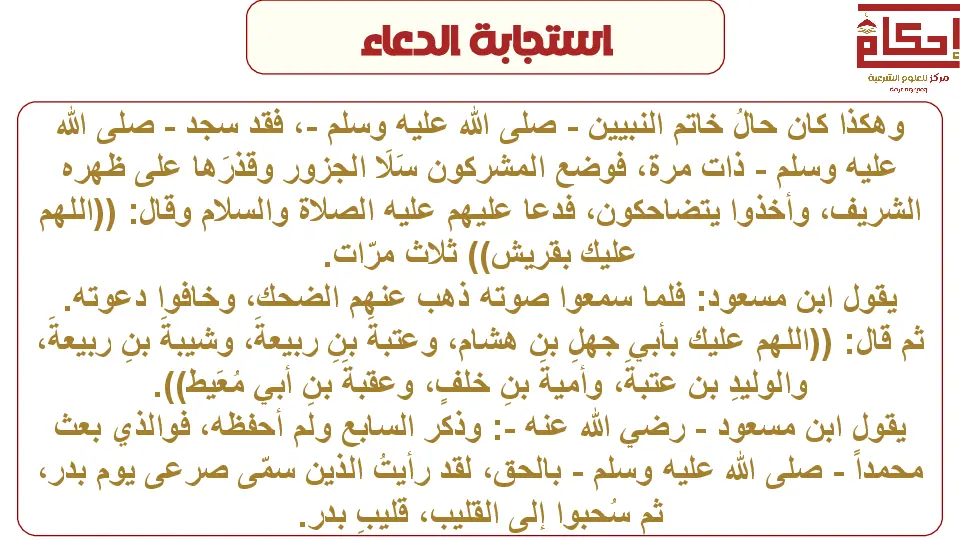 استجابة الدعاء
إحكام
مركز للعلوم الشرعية
وهكذا كان حالُ خاتم النبيين - صلى الله عليه وسلم -، فقد سجد - صلى الله
عليه وسلم - ذات مرة، فوضع المشركون سَلَا الجزور وقذرَها على ظهره
الشريف، وأخذوا يتضاحكون، فدعا عليهم عليه الصلاة والسلام وقال: ((اللهم
عليك بقريش)) ثلاث مرّات.
يقول ابن مسعود: فلما سمعوا صوته ذهب عنهم الضحك، وخافوا دعوته.
ثم قال: ((اللهم عليك بأبي جهلِ بنِ هشام، وعتبةَ بنِ ربيعةَ، وشيبةَ بنِ ربيعةَ،
والوليدِ بن عتبةَ، وأميةَ بنِ خلفٍ، وعقبةَ بنِ أبي مُعَيط)).
يقول ابن مسعود - رضي الله عنه -: وذكر السابع ولم أحفظه، فوالذي بعث
محمداً - صلى الله عليه وسلم - بالحق، لقد رأيتُ الذين سمّى صرعى يوم بدر،
ثم سُحبوا إلى القليب، قليبِ بدر.